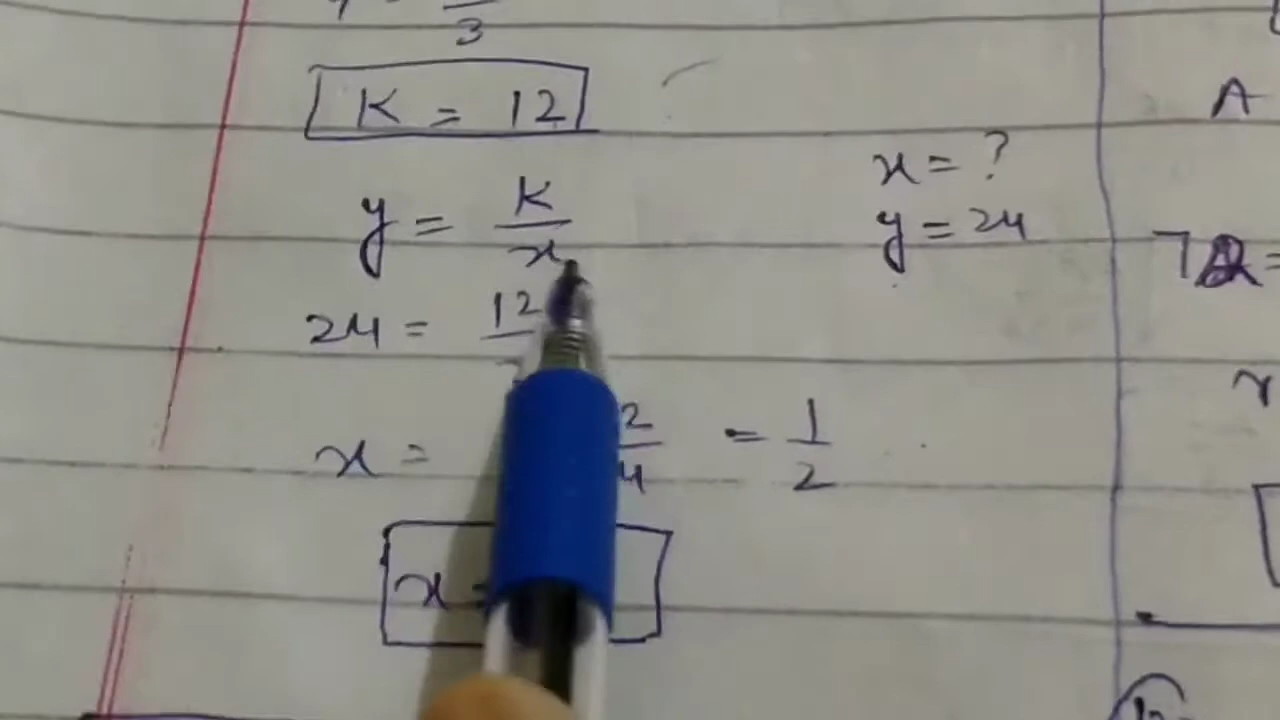 3
K = 12
x = ?
y = K/x
y = 24
24 = 12
x = 2/4 = 1/2
x =
A